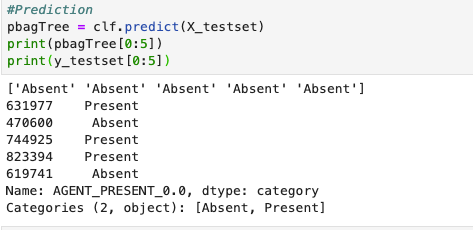 #Prediction
pbagTree = clf.predict(X_testset)
print(pbagTree[0:5])
print(y_testset[0:5])
['Absent' 'Absent' 'Absent' 'Absent' 'Absent']
631977    Present
470600     Absent
744925    Present
823394    Present
619741     Absent
Name: AGENT_PRESENT_0.0, dtype: category
Categories (2, object): [Absent, Present]